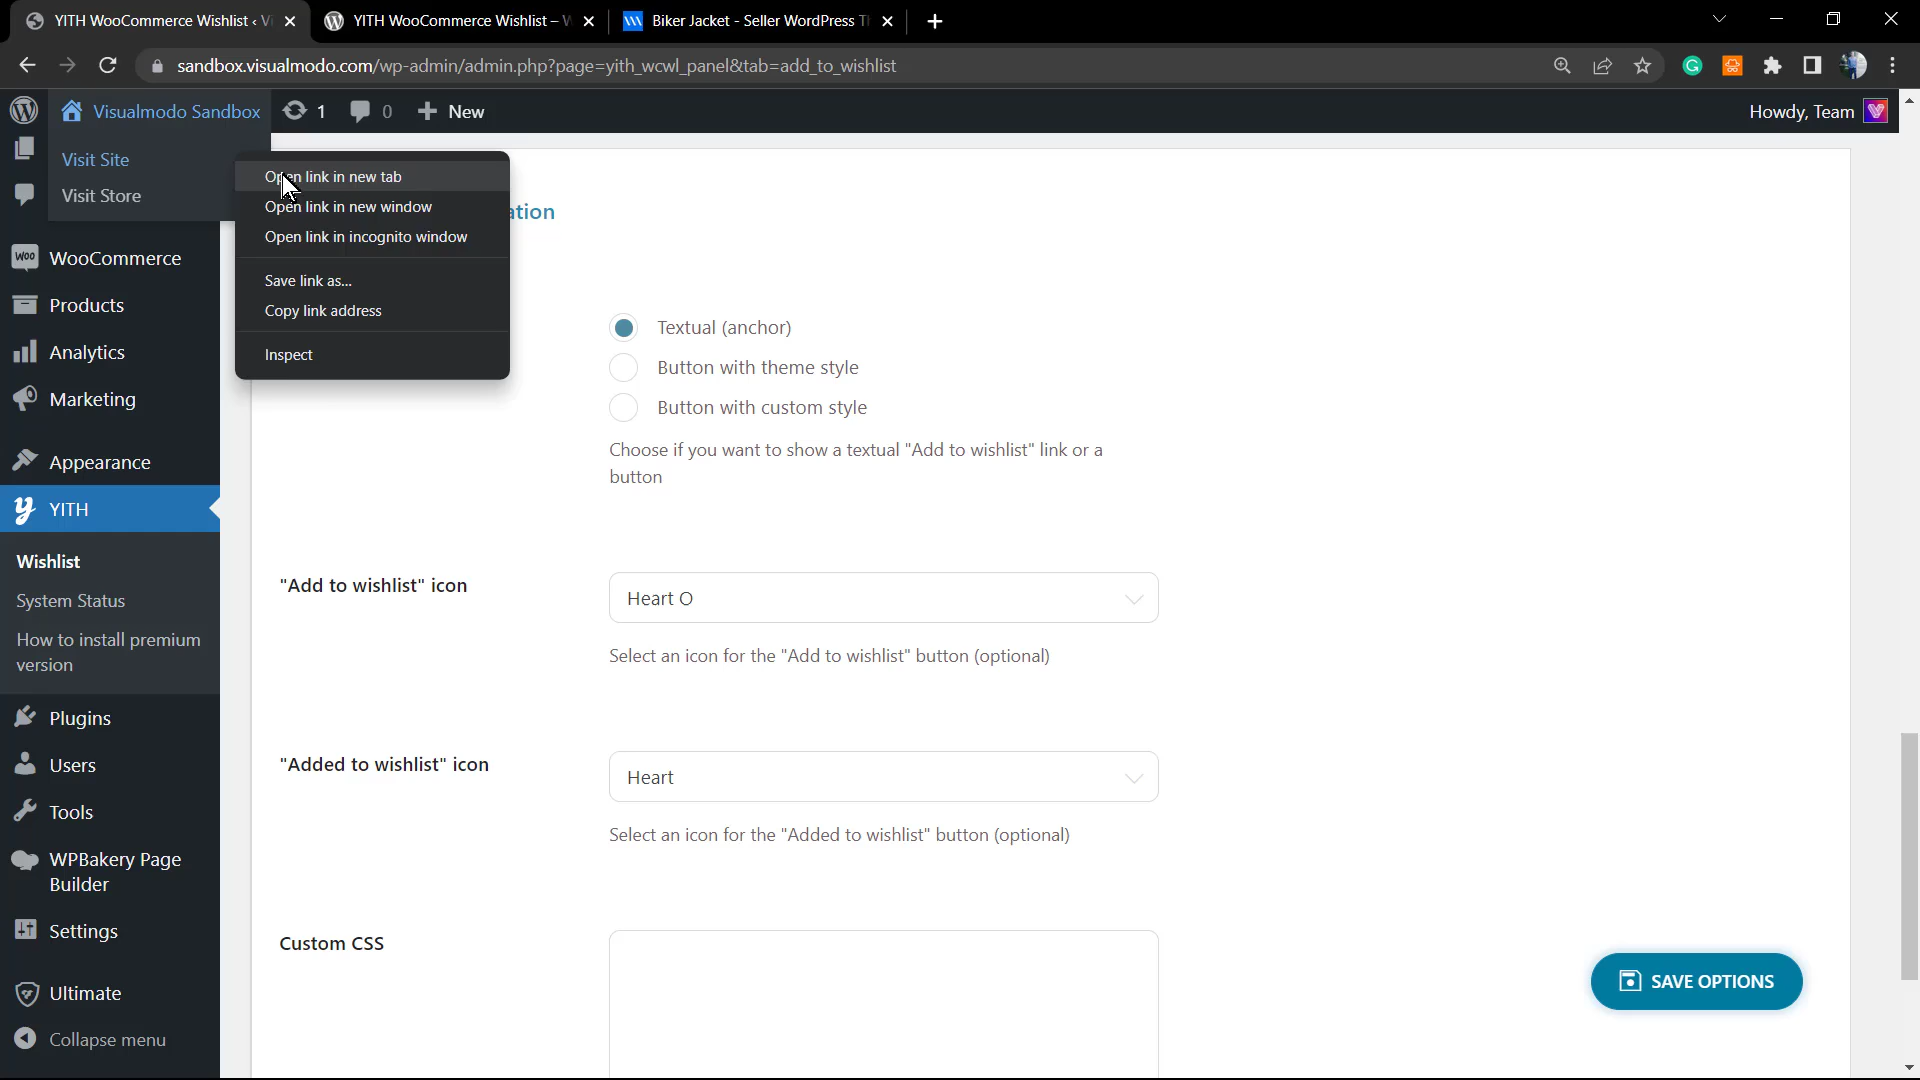 YITH WooCommerce Wishlist ‹ Vi
YITH WooCommerce Wishlist – W
Biker Jacket - Seller WordPress Th
sandbox.visualmodo.com/wp-admin/admin.php?page=yith_wcwl_panel&tab=add_to_wishlist
Visualmodo Sandbox
1
0
New
Howdy, Team
Visit Site
Visit Store
Open link in new tab
Open link in new window
Open link in incognito window
Save link as...
Copy link address
Inspect
ation
WooCommerce
Products
Analytics
Marketing
Appearance
YITH
Wishlist
System Status
How to install premium
version
Plugins
Users
Tools
WPBakery Page
Builder
Settings
Ultimate
Collapse menu
Textual (anchor)
Button with theme style
Button with custom style
Choose if you want to show a textual "Add to wishlist" link or a
button
"Add to wishlist" icon
Heart O
Select an icon for the "Add to wishlist" button (optional)
"Added to wishlist" icon
Heart
Select an icon for the "Added to wishlist" button (optional)
Custom CSS
SAVE OPTIONS